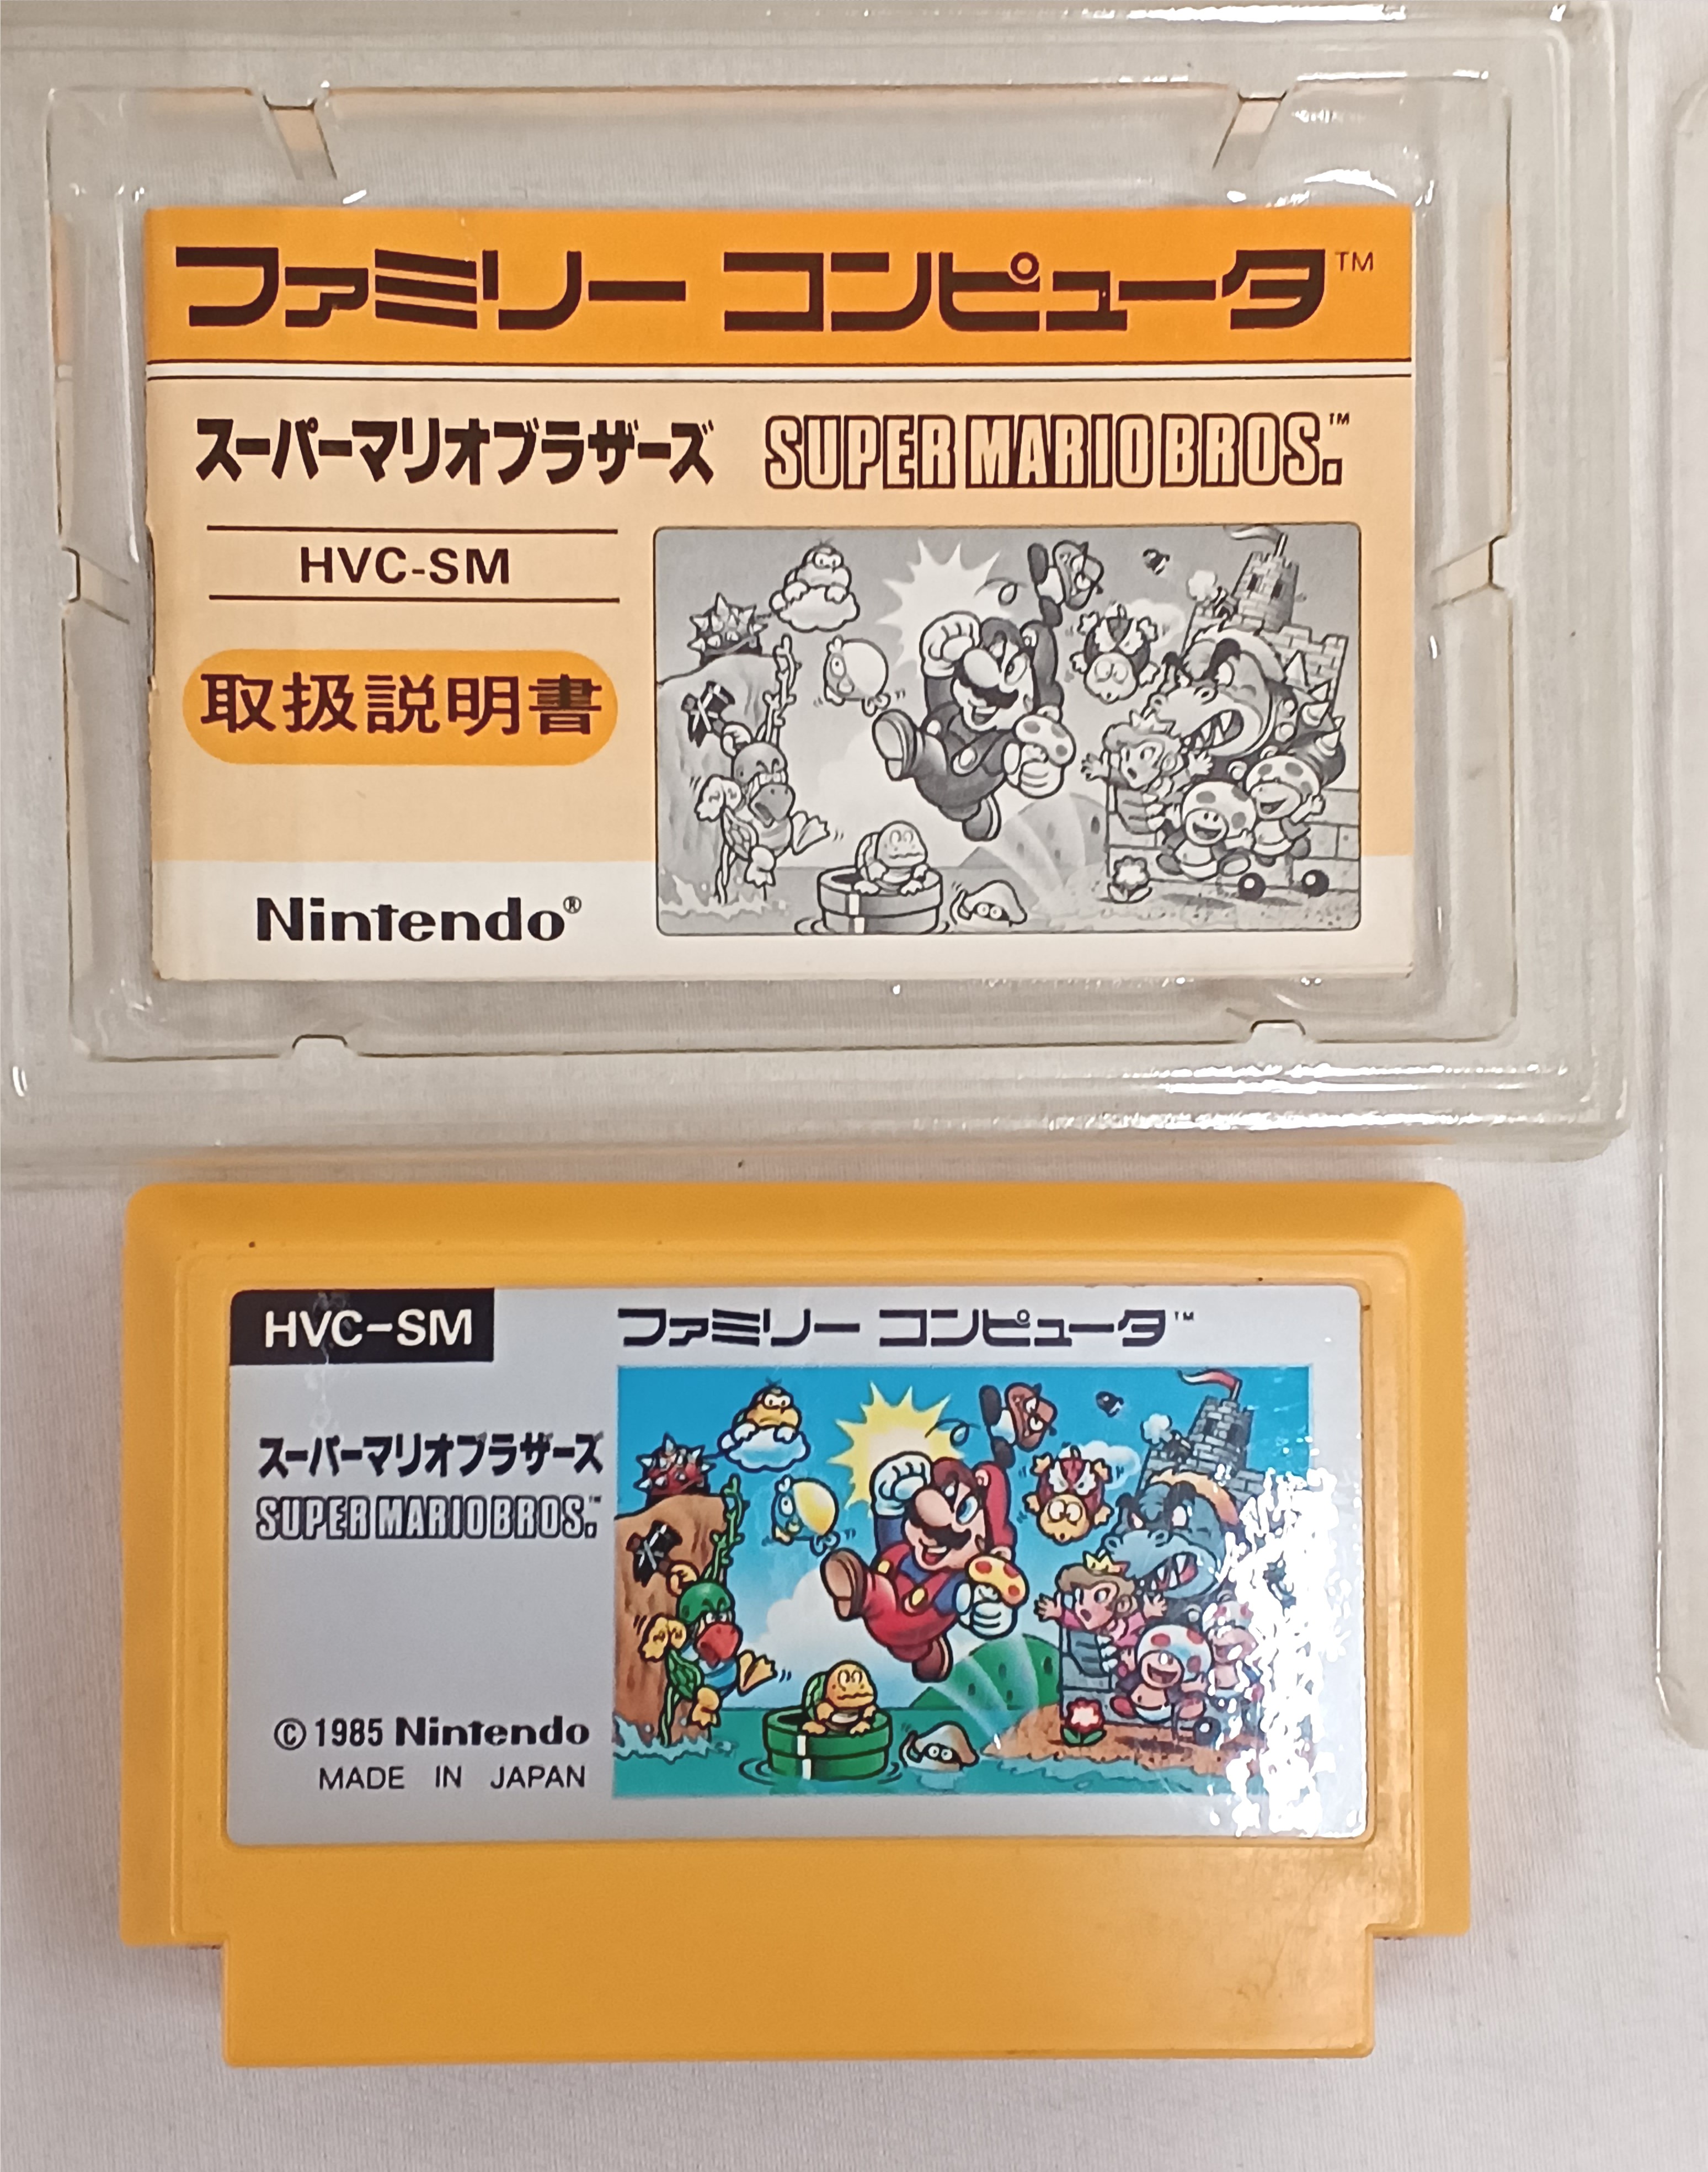 ファミリー コンピュータ™
スーパーマリオブラザーズ SUPER MARIO BROS.™
HVC-SM
取扱説明書
Nintendo®
HVC-SM
ファミリー コンピュータ™
スーパーマリオブラザーズ
SUPER MARIO BROS.™
©1985 Nintendo
MADE IN JAPAN